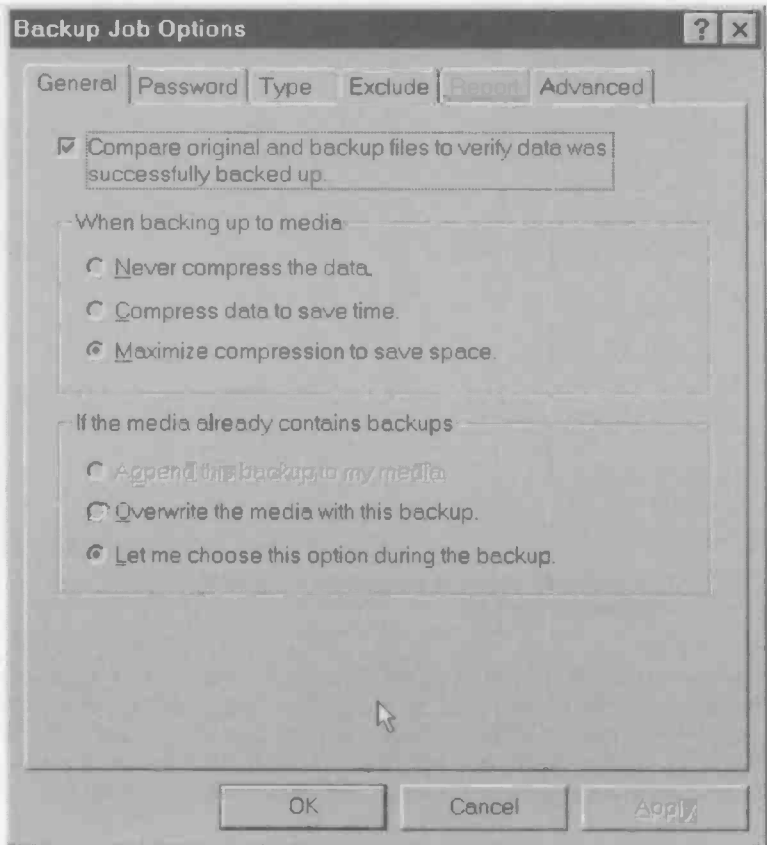 Backup Job Options
General Password Type Exclude Report Advanced
Compare original and backup files to verify data was
successfully backed up.
When backing up to media:
Never compress the data.
Compress data to save time.
Maximize compression to save space.
If the media already contains backups
Append this backup to my media.
Overwrite the media with this backup.
Let me choose this option during the backup.
OK Cancel Apply